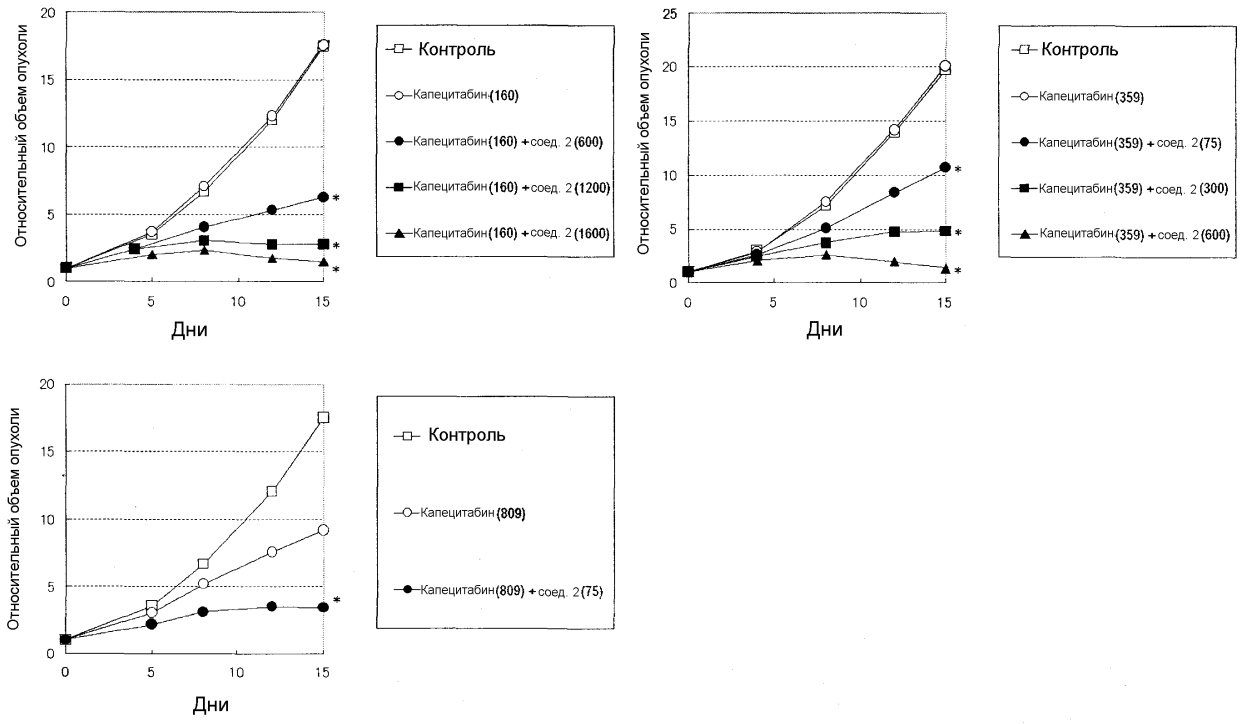 Относительный объем опухоли
20
15
10
5
0
0 5 10 15
Дни
*
*
*
Контроль
Капецитабин (160)
Капецитабин (160) + соед. 2 (600)
Капецитабин (160) + соед. 2 (1200)
Капецитабин (160) + соед. 2 (1600)
Относительный объем опухоли
25
20
15
10
5
0
0 5 10 15
Дни
*
*
*
Контроль
Капецитабин (359)
Капецитабин (359) + соед. 2 (75)
Капецитабин (359) + соед. 2 (300)
Капецитабин (359) + соед. 2 (600)
Относительный объем опухоли
20
15
10
5
0
0 5 10 15
Дни
*
Контроль
Капецитабин (809)
Капецитабин (809) + соед. 2 (75)